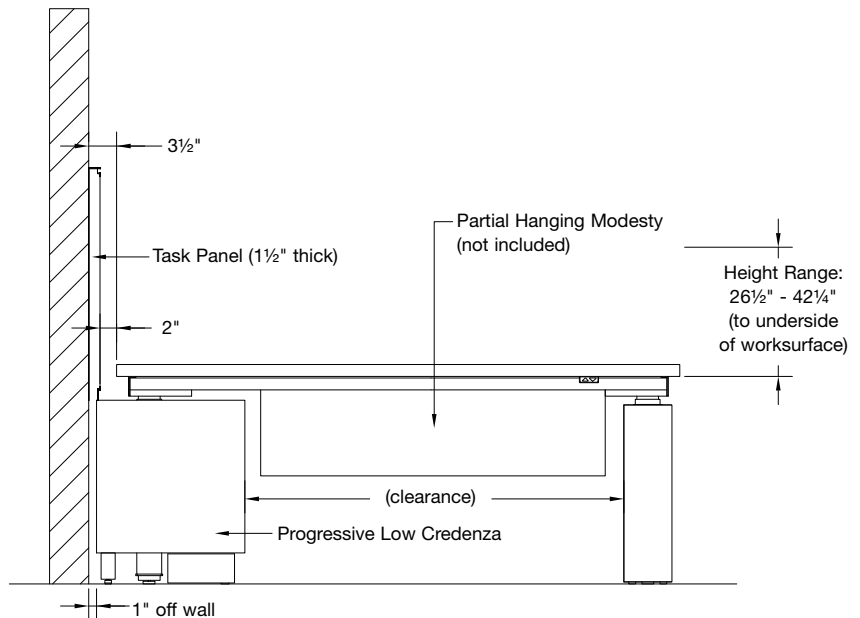 3½"
Partial Hanging Modesty
(not included)
Task Panel (1½" thick)
Height Range:
26½" - 42¼"
(to underside
of worksurface)
2"
(clearance)
Progressive Low Credenza
1" off wall